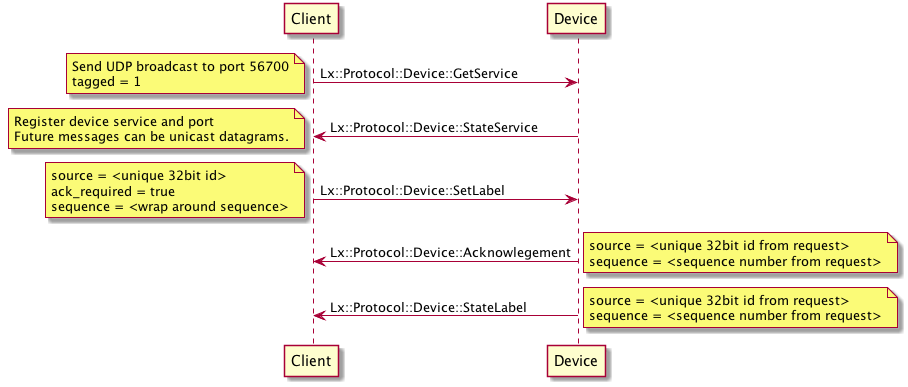 Client
Device
Send UDP broadcast to port 56700
tagged = 1
Lx::Protocol::Device::GetService
Register device service and port
Future messages can be unicast datagrams.
Lx::Protocol::Device::StateService
source = <unique 32bit id>
ack_required = true
sequence = <wrap around sequence>
Lx::Protocol::Device::SetLabel
Lx::Protocol::Device::Acknowlegement
source = <unique 32bit id from request>
sequence = <sequence number from request>
Lx::Protocol::Device::StateLabel
source = <unique 32bit id from request>
sequence = <sequence number from request>
Client
Device